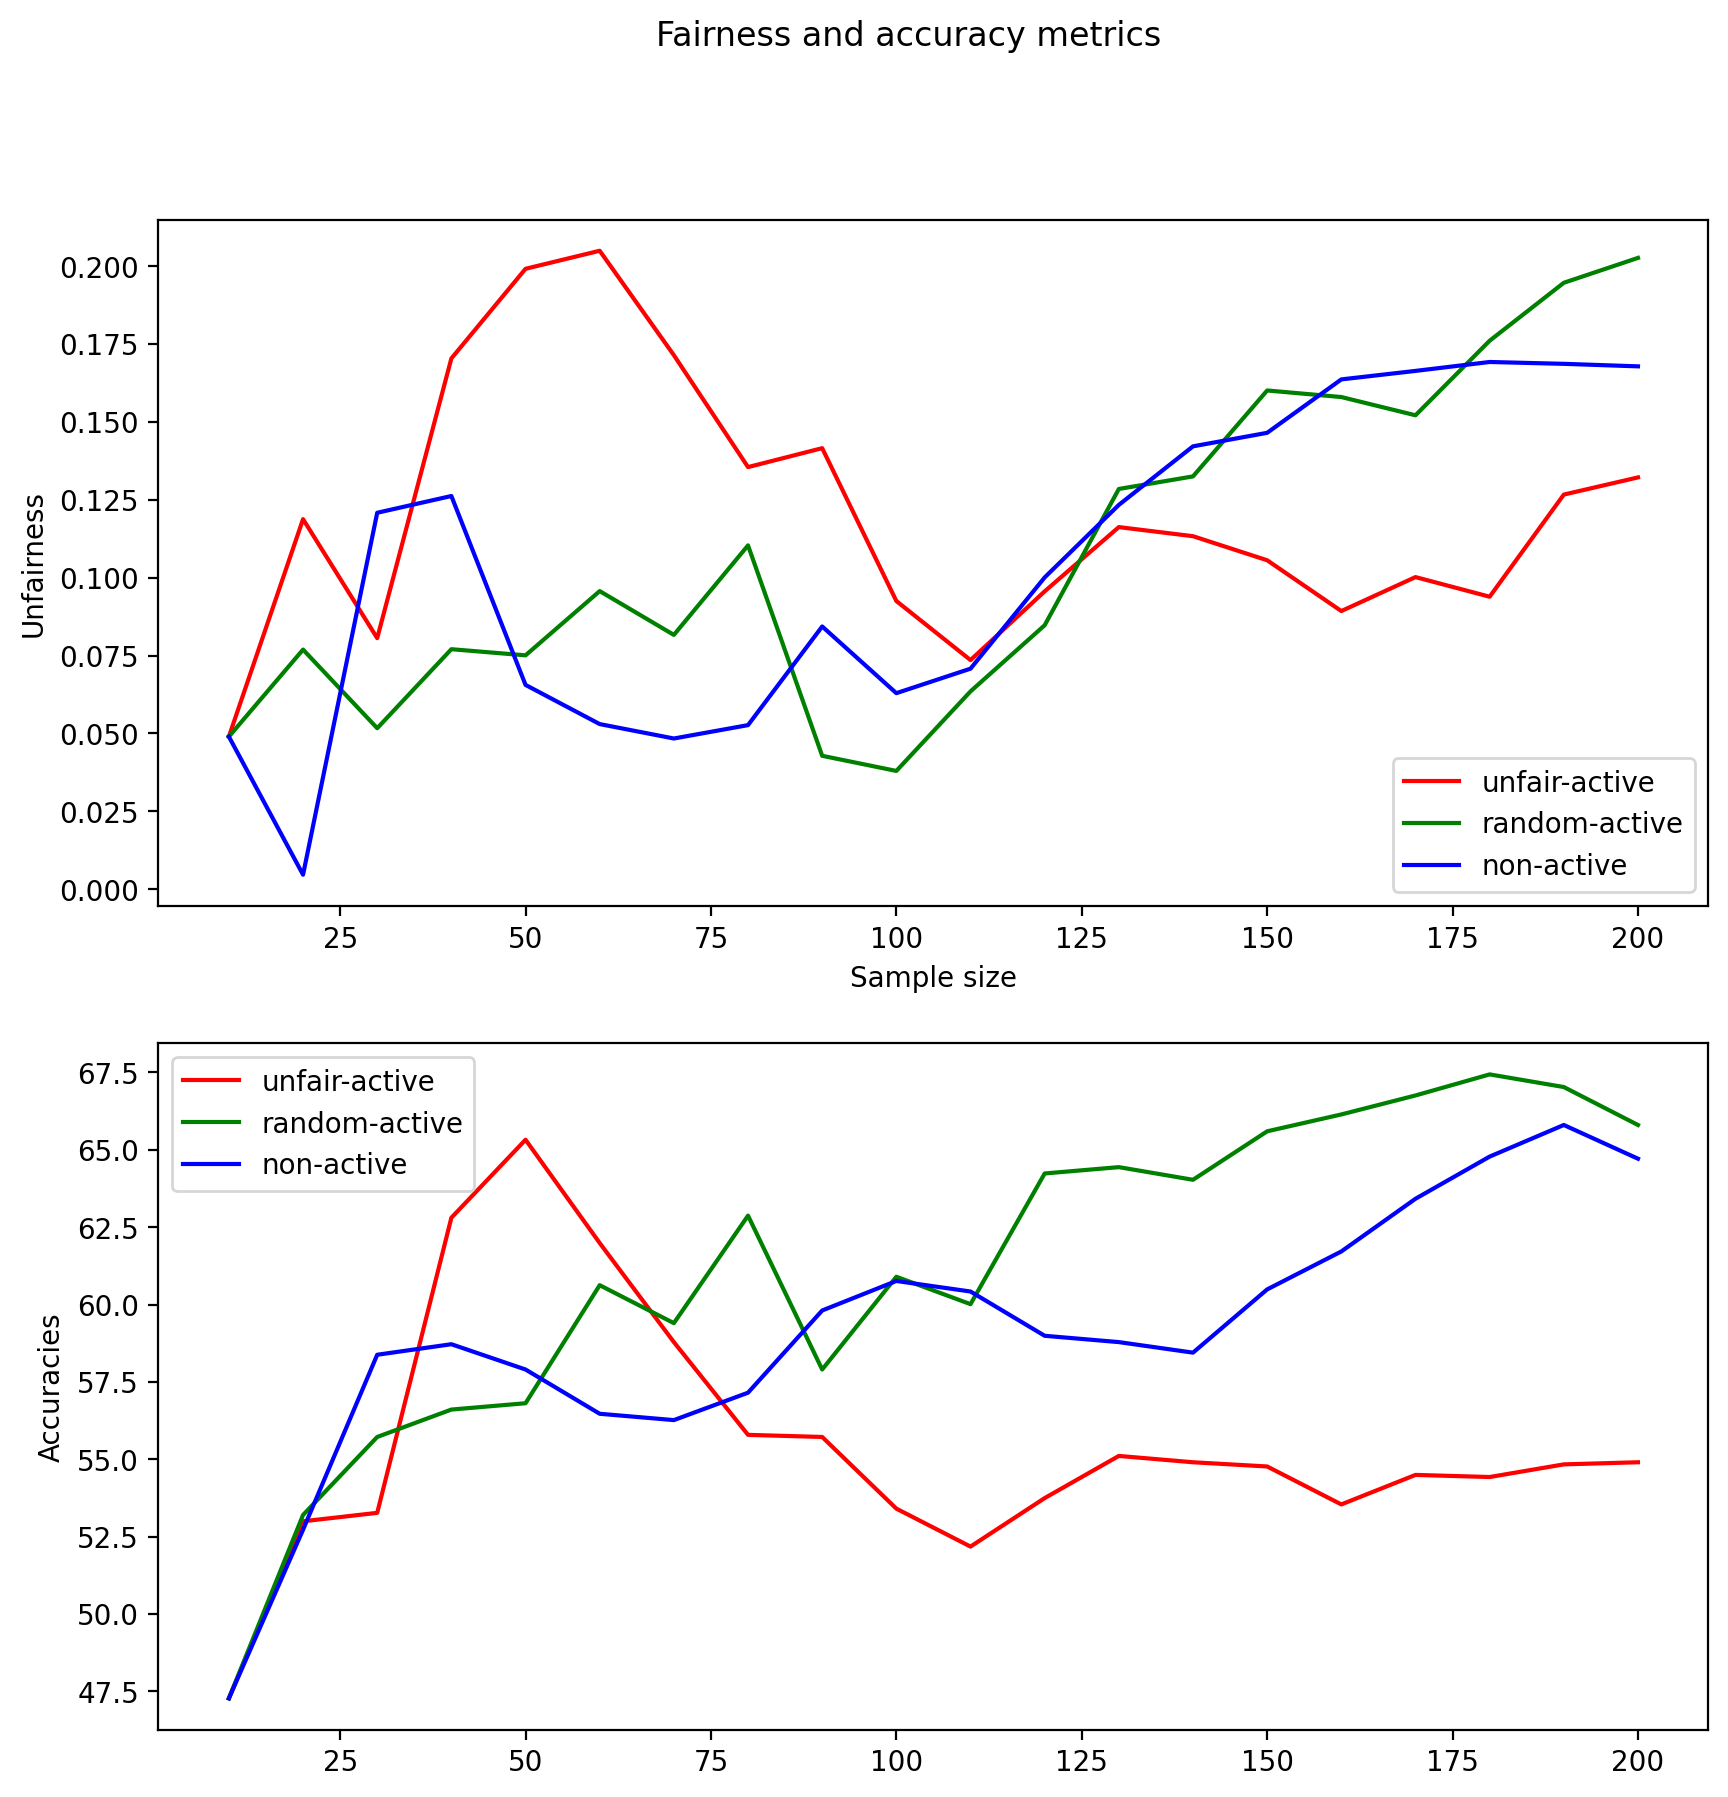 Fairness and accuracy metrics
0.200
0.175
0.150
0.125
0.100
0.075
0.050
0.025
0.000
Unfairness
unfair-active
random-active
non-active
25 50 75 100 125 150 175 200
Sample size
67.5
65.0
62.5
60.0
57.5
55.0
52.5
50.0
47.5
Accuracies
unfair-active
random-active
non-active
25 50 75 100 125 150 175 200